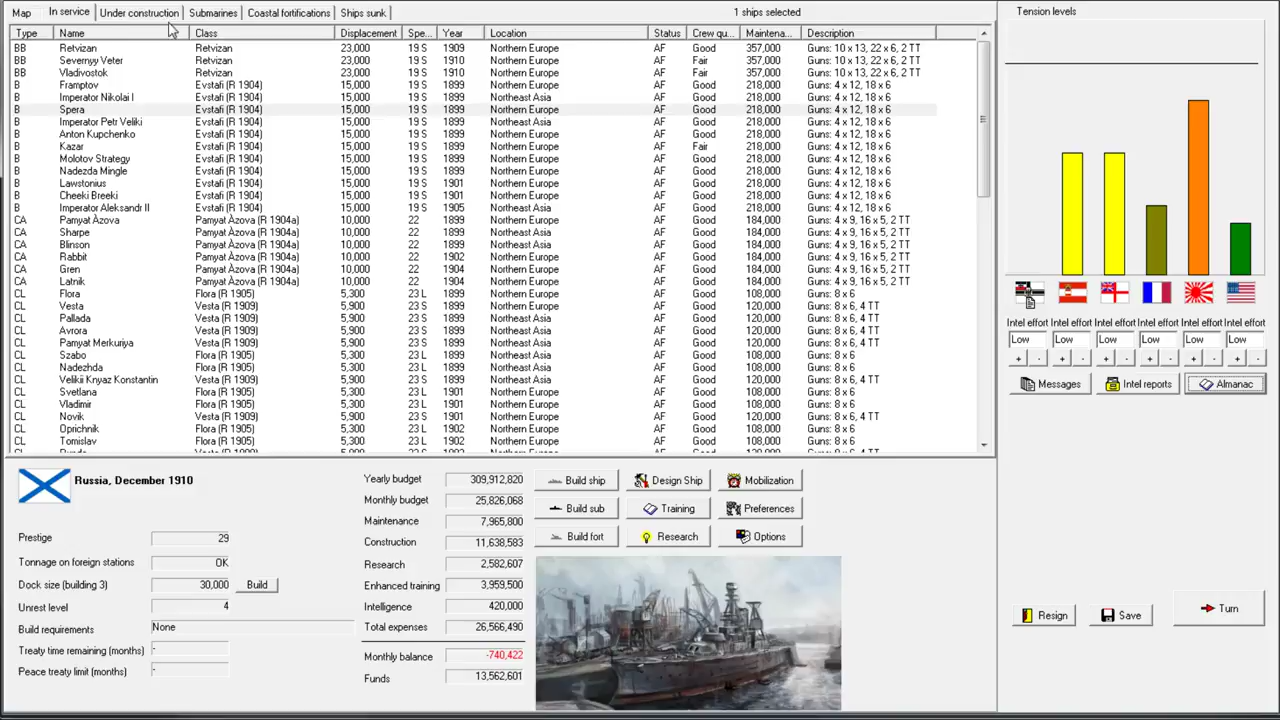 Map In service Under construction Submarines Coastal fortifications Ships sunk 1 ships selected Tension levels
Type Name Class Displacement Spe... Year Location Status Crew qu... Maintena... Description
BB Retvizan Retvizan 23,000 19 S 1909 Northern Europe AF Good 357,000 Guns: 10 x 13, 22 x 6, 2 TT
BB Severnyy Veter Retvizan 23,000 19 S 1910 Northern Europe AF Fair 357,000 Guns: 10 x 13, 22 x 6, 2 TT
BB Vladivostok Retvizan 23,000 19 S 1910 Northern Europe AF Fair 357,000 Guns: 10 x 13, 22 x 6, 2 TT
B Framptov Evstafi (R 1904) 15,000 19 S 1899 Northern Europe AF Good 218,000 Guns: 4 x 12, 18 x 6
B Imperator Nikolai I Evstafi (R 1904) 15,000 19 S 1899 Northeast Asia AF Good 218,000 Guns: 4 x 12, 18 x 6
B Spera Evstafi (R 1904) 15,000 19 S 1899 Northern Europe AF Good 218,000 Guns: 4 x 12, 18 x 6
B Imperator Petr Veliki Evstafi (R 1904) 15,000 19 S 1899 Northeast Asia AF Good 218,000 Guns: 4 x 12, 18 x 6
B Anton Kupchenko Evstafi (R 1904) 15,000 19 S 1899 Northern Europe AF Good 218,000 Guns: 4 x 12, 18 x 6
B Kazar Evstafi (R 1904) 15,000 19 S 1899 Northern Europe AF Fair 218,000 Guns: 4 x 12, 18 x 6
B Molotov Strategy Evstafi (R 1904) 15,000 19 S 1899 Northern Europe AF Good 218,000 Guns: 4 x 12, 18 x 6
B Nadezda Mingle Evstafi (R 1904) 15,000 19 S 1899 Northern Europe AF Good 218,000 Guns: 4 x 12, 18 x 6
B Lawstonius Evstafi (R 1904) 15,000 19 S 1901 Northern Europe AF Good 218,000 Guns: 4 x 12, 18 x 6
B Cheeki Breeki Evstafi (R 1904) 15,000 19 S 1901 Northern Europe AF Good 218,000 Guns: 4 x 12, 18 x 6
B Imperator Aleksandr II Evstafi (R 1904) 15,000 19 S 1905 Northern Europe AF Good 218,000 Guns: 4 x 12, 18 x 6
CA Pamyat Àzova Pamyat Àzova (R 1904a) 10,000 22 1899 Northern Europe AF Good 184,000 Guns: 4 x 9, 16 x 5, 2 TT
CA Sharpe Pamyat Àzova (R 1904a) 10,000 22 1899 Northeast Asia AF Good 184,000 Guns: 4 x 9, 16 x 5, 2 TT
CA Blinson Pamyat Àzova (R 1904a) 10,000 22 1899 Northeast Asia AF Good 184,000 Guns: 4 x 9, 16 x 5, 2 TT
CA Rabbit Pamyat Àzova (R 1904a) 10,000 22 1902 Northeast Asia AF Good 184,000 Guns: 4 x 9, 16 x 5, 2 TT
CA Gren Pamyat Àzova (R 1904a) 10,000 22 1904 Northeast Asia AF Good 184,000 Guns: 4 x 9, 16 x 5, 2 TT
CA Latnik Pamyat Àzova (R 1904a) 10,000 22 1904 Northeast Asia AF Good 184,000 Guns: 4 x 9, 16 x 5, 2 TT
CL Flora Flora (R 1905) 5,300 23 L 1899 Northern Europe AF Good 108,000 Guns: 8 x 6
CL Vesta Vesta (R 1909) 5,900 23 S 1899 Northeast Asia AF Good 120,000 Guns: 8 x 6, 4 TT
CL Pallada Vesta (R 1909) 5,900 23 S 1899 Northeast Asia AF Good 120,000 Guns: 8 x 6, 4 TT
CL Avrora Vesta (R 1909) 5,900 23 S 1899 Northeast Asia AF Good 120,000 Guns: 8 x 6, 4 TT
CL Pamyat Merkuriya Vesta (R 1909) 5,900 23 S 1899 Northeast Asia AF Good 120,000 Guns: 8 x 6, 4 TT
CL Szabo Flora (R 1905) 5,300 23 L 1899 Northeast Asia AF Good 108,000 Guns: 8 x 6
CL Nadezhda Flora (R 1905) 5,300 23 L 1899 Northeast Asia AF Good 108,000 Guns: 8 x 6
CL Velikii Knyaz Konstantin Vesta (R 1909) 5,900 23 S 1899 Northeast Asia AF Good 120,000 Guns: 8 x 6, 4 TT
CL Svetlana Flora (R 1905) 5,300 23 L 1901 Northern Europe AF Good 108,000 Guns: 8 x 6
CL Vladimir Flora (R 1905) 5,300 23 L 1901 Northern Europe AF Good 108,000 Guns: 8 x 6
CL Novik Vesta (R 1909) 5,900 23 S 1901 Northern Europe AF Good 120,000 Guns: 8 x 6, 4 TT
CL Oprichnik Flora (R 1905) 5,300 23 L 1902 Northern Europe AF Good 108,000 Guns: 8 x 6
CL Tomislav Flora (R 1905) 5,300 23 L 1902 Northern Europe AF Good 108,000 Guns: 8 x 6
Intel effort Intel effort Intel effort Intel effort Intel effort Intel effort
Low Low Low Low Low Low
+ - + - + - + - + - + -
Messages Intel reports Almanac
Russia, December 1910
Prestige 29
Tonnage on foreign stations OK
Dock size (building 3) 30,000 Build
Unrest level 4
Build requirements None
Treaty time remaining (months) -
Peace treaty limit (months) -
Yearly budget 309,912,820
Monthly budget 25,826,068
Maintenance 7,965,800
Construction 11,638,583
Research 2,582,607
Enhanced training 3,959,500
Intelligence 420,000
Total expenses 26,566,490
Monthly balance -740,422
Funds 13,562,601
Build ship Design Ship Mobilization
Build sub Training Preferences
Build fort Research Options
Resign Save Turn